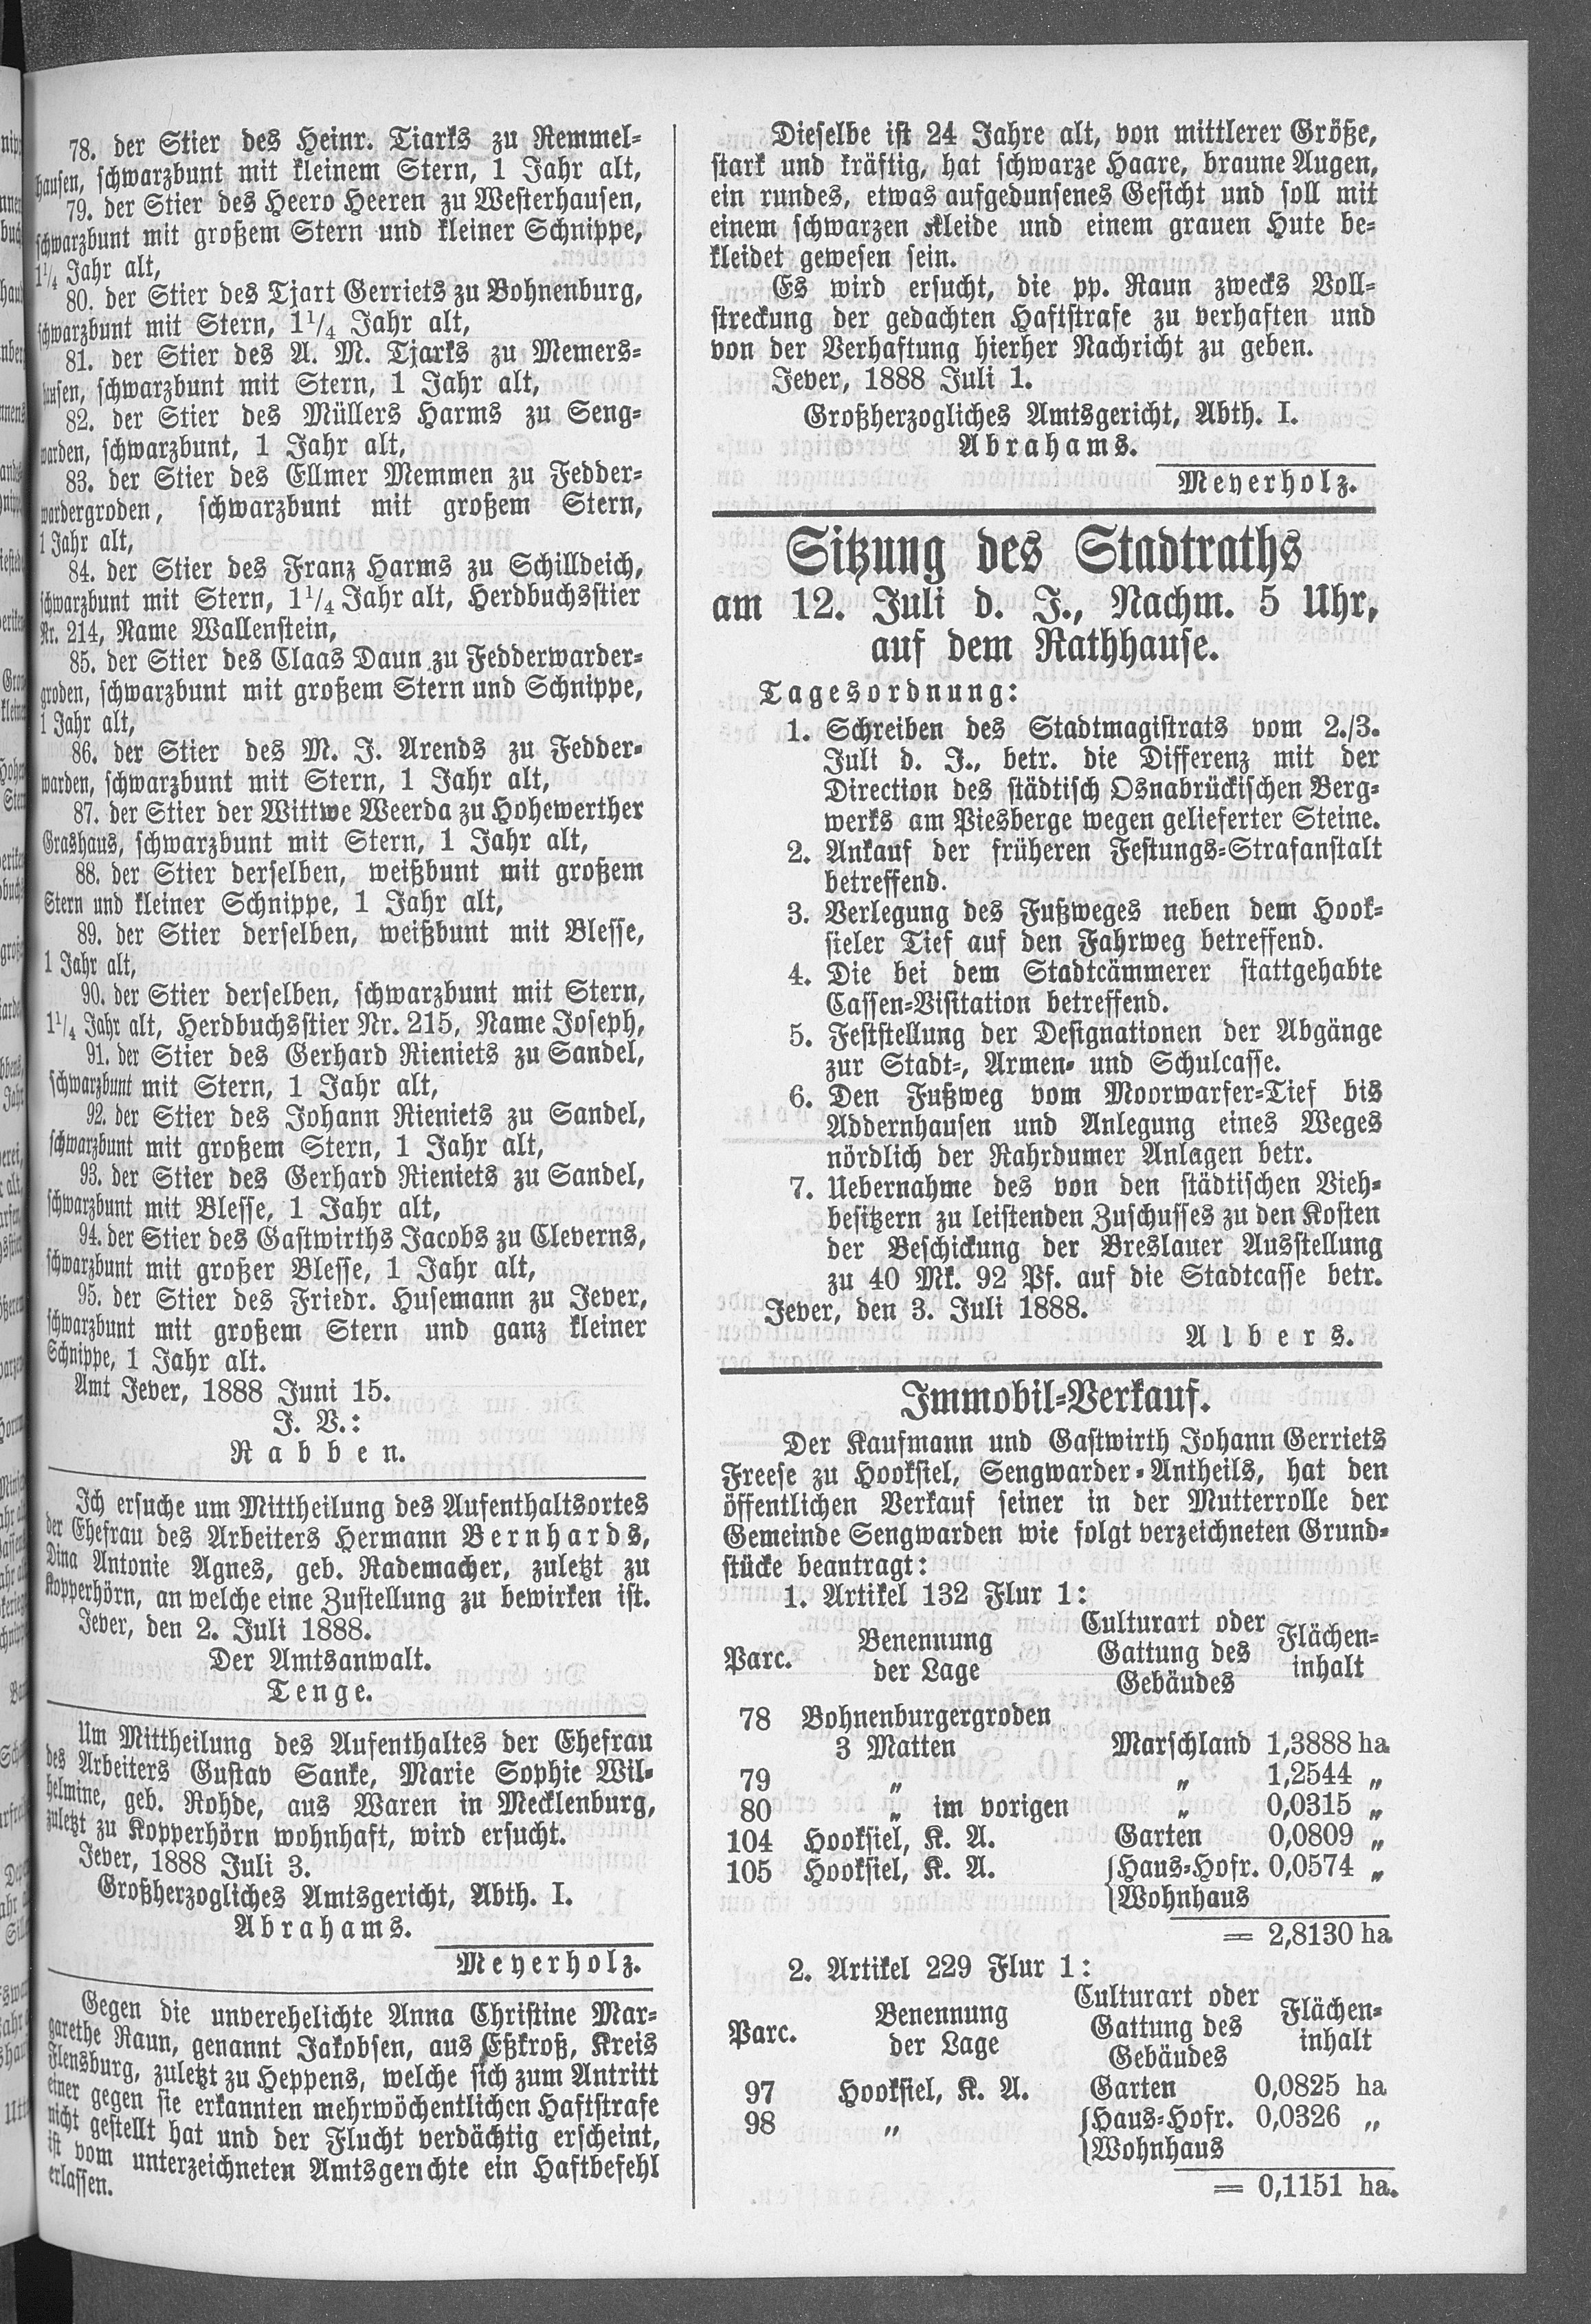 78. der Stier des Heinr. Tiarks zu Remmel-
hausen, schwarzbunt mit kleinem Stern, 1 Jahr alt,
79. der Stier des Heero Heeren zu Westerhausen,
schwarzbunt mit großem Stern und kleiner Schnippe,
1¼ Jahr alt,
80. der Stier des Tjart Gerriets zu Bohnenburg,
schwarzbunt mit Stern, 1¼ Jahr alt,
81. der Stier des A. M. Tjarks zu Memers-
hausen, schwarzbunt mit Stern, 1 Jahr alt,
82. der Stier des Müllers Harms zu Seng-
warden, schwarzbunt, 1 Jahr alt,
83. der Stier des Ellmer Memmen zu Fedder-
wardergroden, schwarzbunt mit großem Stern,
1 Jahr alt,
84. der Stier des Franz Harms zu Schilldeich,
schwarzbunt mit Stern, 1¼ Jahr alt, Herdbuchsstier
Nr. 214, Name Wallenstein,
85. der Stier des Claas Daun zu Fedderwarder-
groden, schwarzbunt mit großem Stern und Schnippe,
1 Jahr alt,
86. der Stier des M. J. Arends zu Fedder-
warden, schwarzbunt mit Stern, 1 Jahr alt,
87. der Stier der Wittwe Weerda zu Hohewerther
Grashaus, schwarzbunt mit Stern, 1 Jahr alt,
88. der Stier derselben, weißbunt mit großem
Stern und kleiner Schnippe, 1 Jahr alt,
89. der Stier derselben, weißbunt mit Blesse,
1 Jahr alt,
90. der Stier derselben, schwarzbunt mit Stern,
1¼ Jahr alt, Herdbuchsstier Nr. 215, Name Joseph,
91. der Stier des Gerhard Rieniets zu Sandel,
schwarzbunt mit Stern, 1 Jahr alt,
92. der Stier des Johann Rieniets zu Sandel,
schwarzbunt mit großem Stern, 1 Jahr alt,
93. der Stier des Gerhard Rieniets zu Sandel,
schwarzbunt mit Blesse, 1 Jahr alt,
94. der Stier des Gastwirths Jacobs zu Cleverns,
schwarzbunt mit großer Blesse, 1 Jahr alt,
95. der Stier des Friedr. Husemann zu Jever,
schwarzbunt mit großem Stern und ganz kleiner
Schnippe, 1 Jahr alt.
Amt Jever, 1888 Juni 15.
J. V.:
Rabben.
Ich ersuche um Mittheilung des Aufenthaltsortes
der Ehefrau des Arbeiters Hermann Bernhards,
Dina Antonie Agnes, geb. Rademacher, zuletzt zu
Kopperhörn, an welche eine Zustellung zu bewirken ist.
Jever, den 2. Juli 1888.
Der Amtsanwalt.
Tenge.
Um Mittheilung des Aufenthaltes der Ehefrau
des Arbeiters Gustav Sanke, Marie Sophie Wil-
helmine, geb. Rohde, aus Waren in Mecklenburg,
zuletzt zu Kopperhörn wohnhaft, wird ersucht.
Jever, 1888 Juli 3.
Großherzogliches Amtsgericht, Abth. I.
Abrahams.
Meyerholz.
Gegen die unverehelichte Anna Christine Mar-
garethe Raun, genannt Jakobsen, aus Eßkroß, Kreis
Flensburg, zuletzt zu Heppens, welche sich zum Antritt
einer gegen sie erkannten mehrwöchentlichen Haftstrafe
nicht gestellt hat und der Flucht verdächtig erscheint,
ist vom unterzeichneten Amtsgerichte ein Haftbefehl
erlassen.
Dieselbe ist 24 Jahre alt, von mittlerer Größe,
stark und kräftig, hat schwarze Haare, braune Augen,
ein rundes, etwas aufgedunsenes Gesicht und soll mit
einem schwarzen Kleide und einem grauen Hute be-
kleidet gewesen sein.
Es wird ersucht, die pp. Raun zwecks Voll-
streckung der gedachten Haftstrafe zu verhaften und
von der Verhaftung hierher Nachricht zu geben.
Jever, 1888 Juli 1.
Großherzogliches Amtsgericht, Abth. I.
Abrahams.
Meyerholz.
Sitzung des Stadtraths
am 12. Juli d. J., Nachm. 5 Uhr,
auf dem Rathhause.
Tagesordnung:
1. Schreiben des Stadtmagistrats vom 2./3.
Juli d. J., betr. die Differenz mit der
Direction des städtisch Osnabrückischen Berg-
werks am Piesberge wegen gelieferter Steine.
2. Ankauf der früheren Festungs-Strafanstalt
betreffend.
3. Verlegung des Fußweges neben dem Hook-
sieler Tief auf den Fahrweg betreffend.
4. Die bei dem Stadtcämmerer stattgehabte
Cassen-Visitation betreffend.
5. Feststellung der Designationen der Abgänge
zur Stadt-, Armen- und Schulcasse.
6. Den Fußweg vom Moorwarfer-Tief bis
Addernhausen und Anlegung eines Weges
nördlich der Rahrdumer Anlagen betr.
7. Uebernahme des von den städtischen Vieh-
besitzern zu leistenden Zuschusses zu den Kosten
der Beschickung der Breslauer Ausstellung
zu 40 Mk. 92 Pf. auf die Stadtcasse betr.
Jever, den 3. Juli 1888.
Albers.
Immobil-Verkauf.
Der Kaufmann und Gastwirth Johann Gerriets
Freese zu Hooksiel, Sengwarder-Antheils, hat den
öffentlichen Verkauf seiner in der Mutterrolle der
Gemeinde Sengwarden wie folgt verzeichneten Grund-
stücke beantragt:
1. Artikel 132 Flur 1:
Parc. Benennung der Lage Culturart oder Gattung des Gebäudes Flächen-inhalt
78 Bohnenburgergroden
3 Matten Marschland 1,3888 ha
79 „ „ 1,2544 „
80 „ im vorigen „ 0,0315 „
104 Hooksiel, K. A. Garten 0,0809 „
105 Hooksiel, K. A. {Haus-Hofr. 0,0574 „
{Wohnhaus
= 2,8130 ha
2. Artikel 229 Flur 1:
Parc. Benennung der Lage Culturart oder Gattung des Gebäudes Flächen-inhalt
97 Hooksiel, K. A. Garten 0,0825 ha
98 „ {Haus-Hofr. 0,0326 „
{Wohnhaus
= 0,1151 ha.